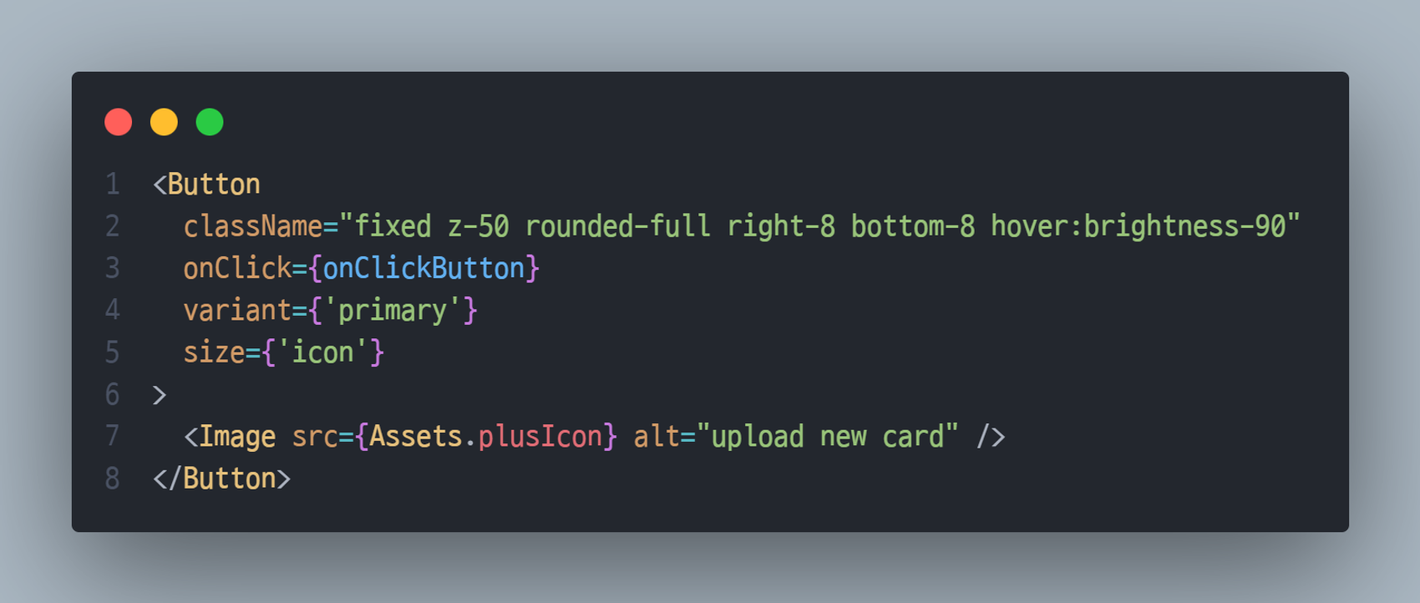 1 <Button
2   className="fixed z-50 rounded-full right-8 bottom-8 hover:brightness-90"
3   onClick={onClickButton}
4   variant={'primary'}
5   size={'icon'}
6 >
7   <Image src={Assets.plusIcon} alt="upload new card" />
8 </Button>